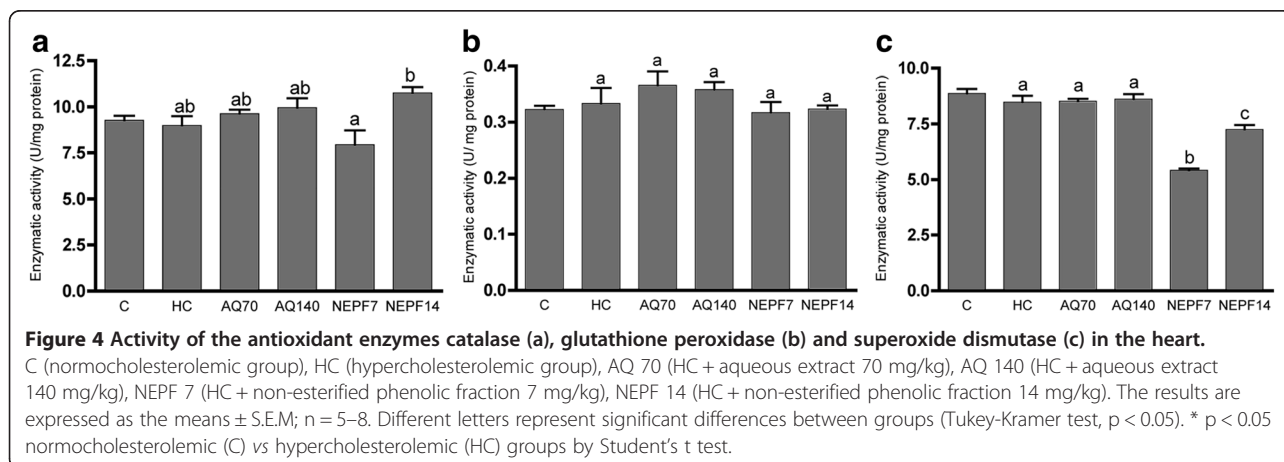 a
12.5
10.0
7.5
5.0
2.5
0.0
Enzymatic activity (U/mg protein)
ab ab ab a b
C HC AQ70 AQ140 NEPF7 NEPF14
b
0.4
0.3
0.2
0.1
0.0
Enzymatic activity (U/ mg protein)
a a a a a
C HC AQ70 AQ140 NEPF7 NEPF14
c
10.0
7.5
5.0
2.5
0.0
Enzymatic activity (U/mg protein)
a a a b c
C HC AQ70 AQ140 NEPF7 NEPF14
Figure 4 Activity of the antioxidant enzymes catalase (a), glutathione peroxidase (b) and superoxide dismutase (c) in the heart.
C (normocholesterolemic group), HC (hypercholesterolemic group), AQ 70 (HC + aqueous extract 70 mg/kg), AQ 140 (HC + aqueous extract
140 mg/kg), NEPF 7 (HC + non-esterified phenolic fraction 7 mg/kg), NEPF 14 (HC + non-esterified phenolic fraction 14 mg/kg). The results are
expressed as the means ± S.E.M; n = 5–8. Different letters represent significant differences between groups (Tukey-Kramer test, p < 0.05). * p < 0.05
normocholesterolemic (C) vs hypercholesterolemic (HC) groups by Student's t test.